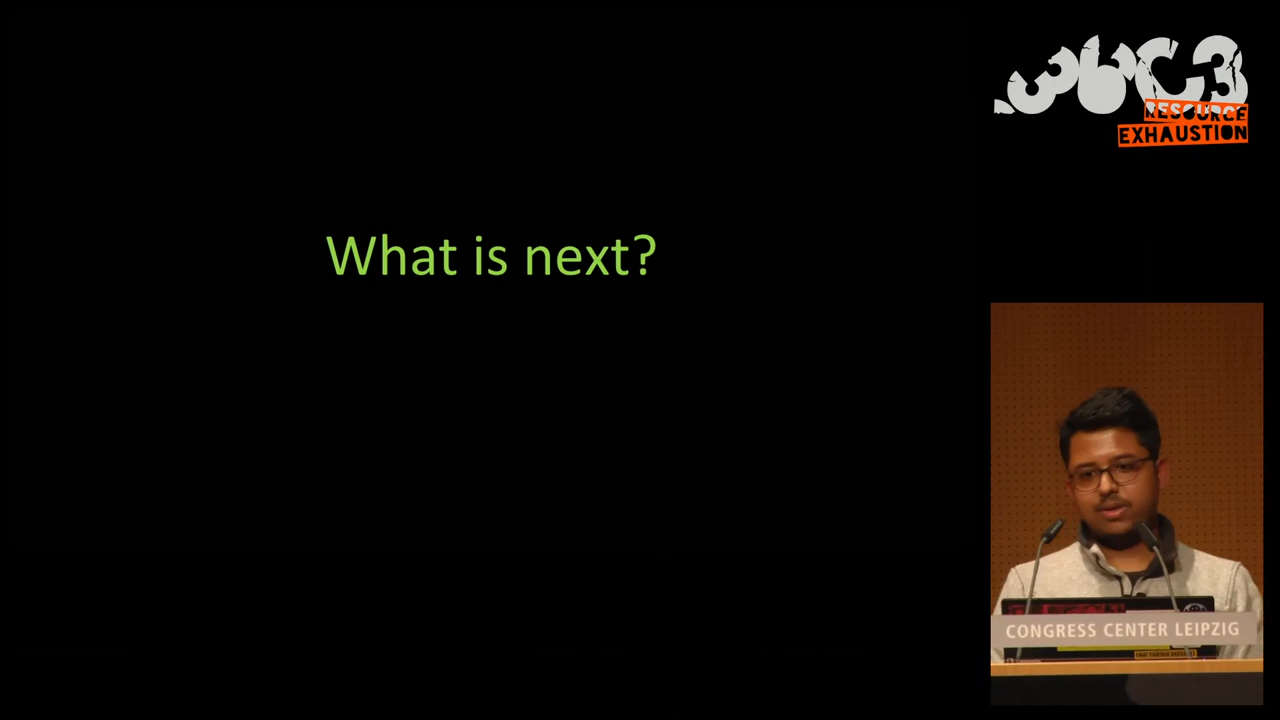 36C3
RESOURCE
EXHAUSTION
What is next?
CONGRESS CENTER LEIPZIG